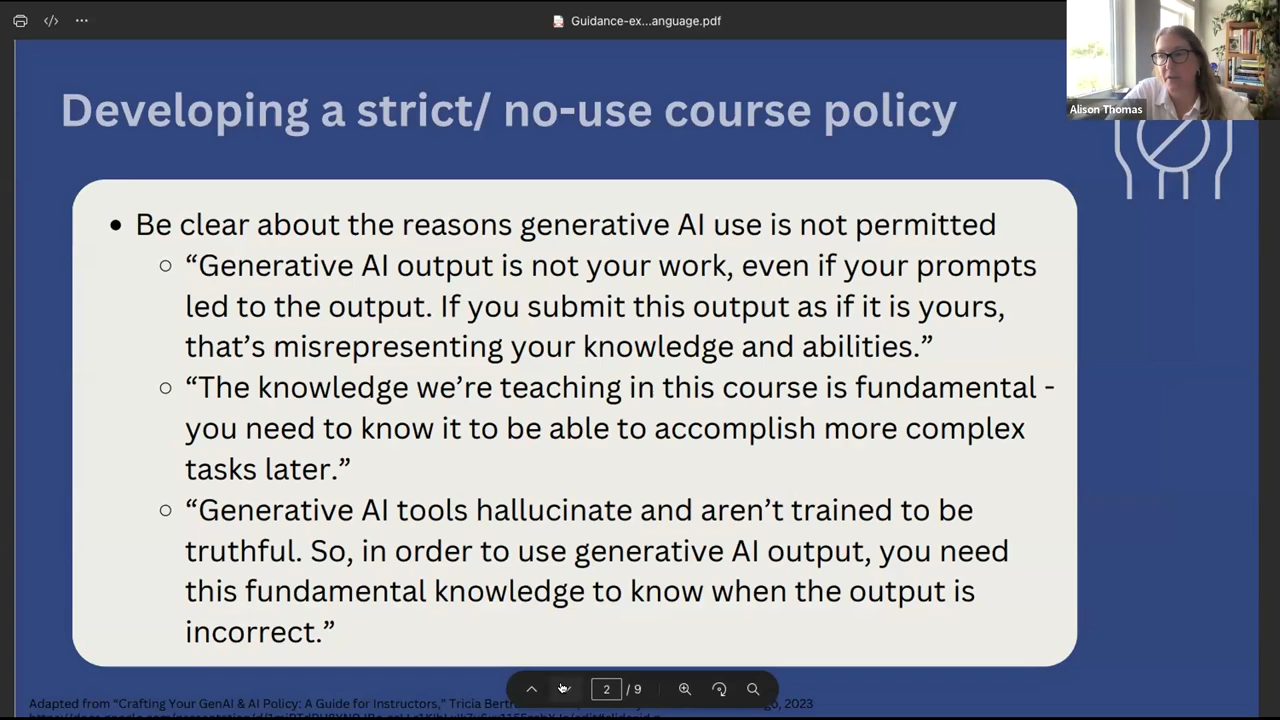 Guidance-ex...anguage.pdf
Alison Thomas
Developing a strict/ no-use course policy
• Be clear about the reasons generative AI use is not permitted
○ “Generative AI output is not your work, even if your prompts
led to the output. If you submit this output as if it is yours,
that’s misrepresenting your knowledge and abilities.”
○ “The knowledge we’re teaching in this course is fundamental -
you need to know it to be able to accomplish more complex
tasks later.”
○ “Generative AI tools hallucinate and aren’t trained to be
truthful. So, in order to use generative AI output, you need
this fundamental knowledge to know when the output is
incorrect.”
2 / 9
Adapted from “Crafting Your GenAI & AI Policy: A Guide for Instructors,” Tricia 2023